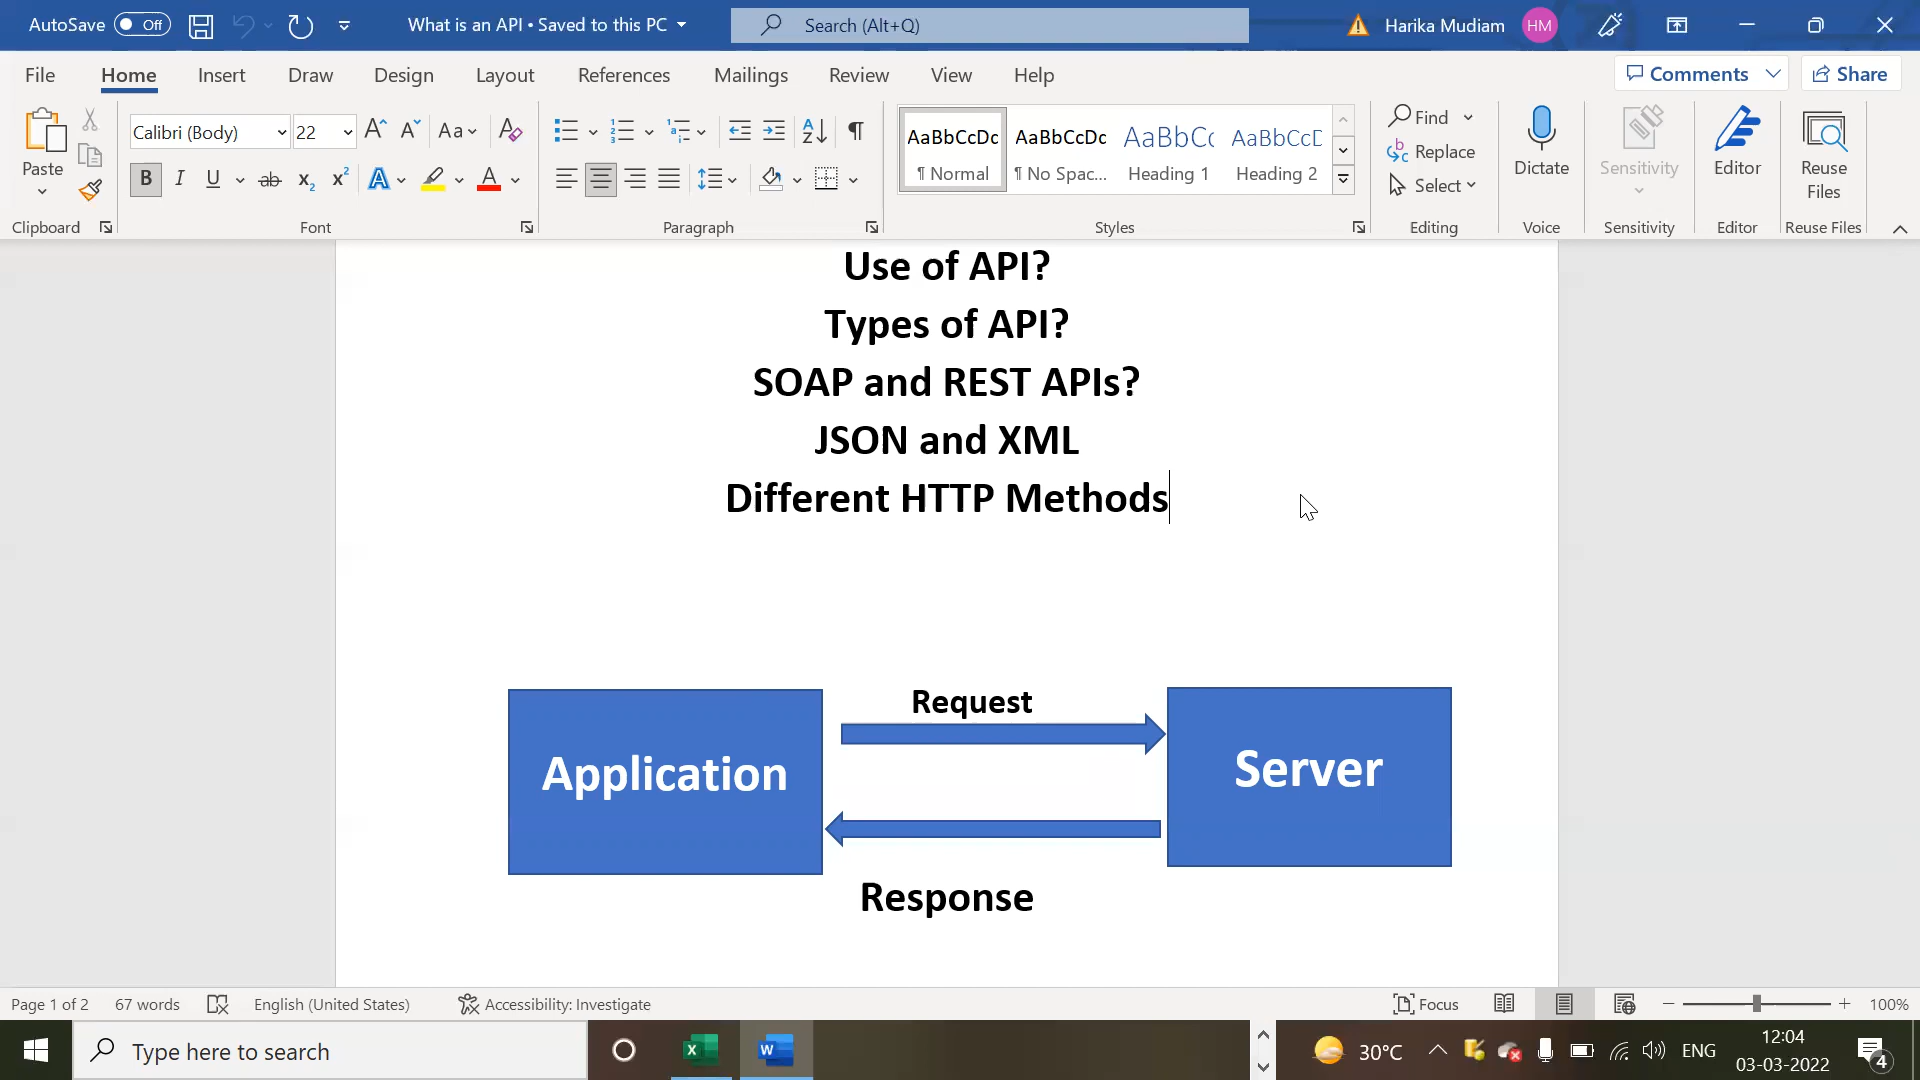 AutoSave Off What is an API • Saved to this PC Search (Alt+Q) Harika Mudiam HM
File Home Insert Draw Design Layout References Mailings Review View Help Comments Share
Paste
Clipboard
Calibri (Body) 22
Font
Paragraph
AaBbCcDc AaBbCcDc AaBbCc AaBbCcD
¶ Normal ¶ No Spac... Heading 1 Heading 2
Styles
Find
Replace
Select
Editing
Dictate
Voice
Sensitivity
Sensitivity
Editor
Editor
Reuse
Files
Reuse Files
Use of API?
Types of API?
SOAP and REST APIs?
JSON and XML
Different HTTP Methods
Request
Application
Server
Response
Page 1 of 2 67 words English (United States) Accessibility: Investigate Focus 100%
Type here to search 30°C ENG 12:04
03-03-2022 4